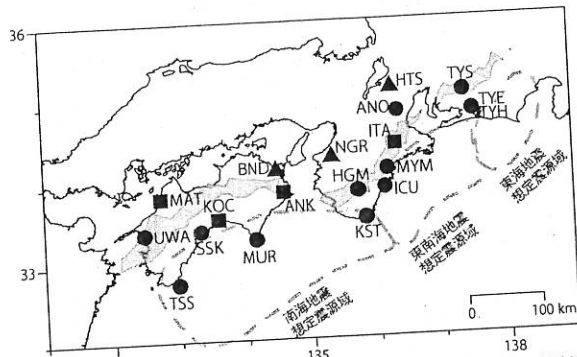 36
HTS
TYS
ANO
TYE
TYH
ITA
NGR
BND
MYM
HGM
MAT
ICU
KOC
ANK
UWA
SSK
KST
MUR
33
TSS
東海地震
想定震源域
東南海地震
想定震源域
南海地震
想定震源域
0
100 km
135
138